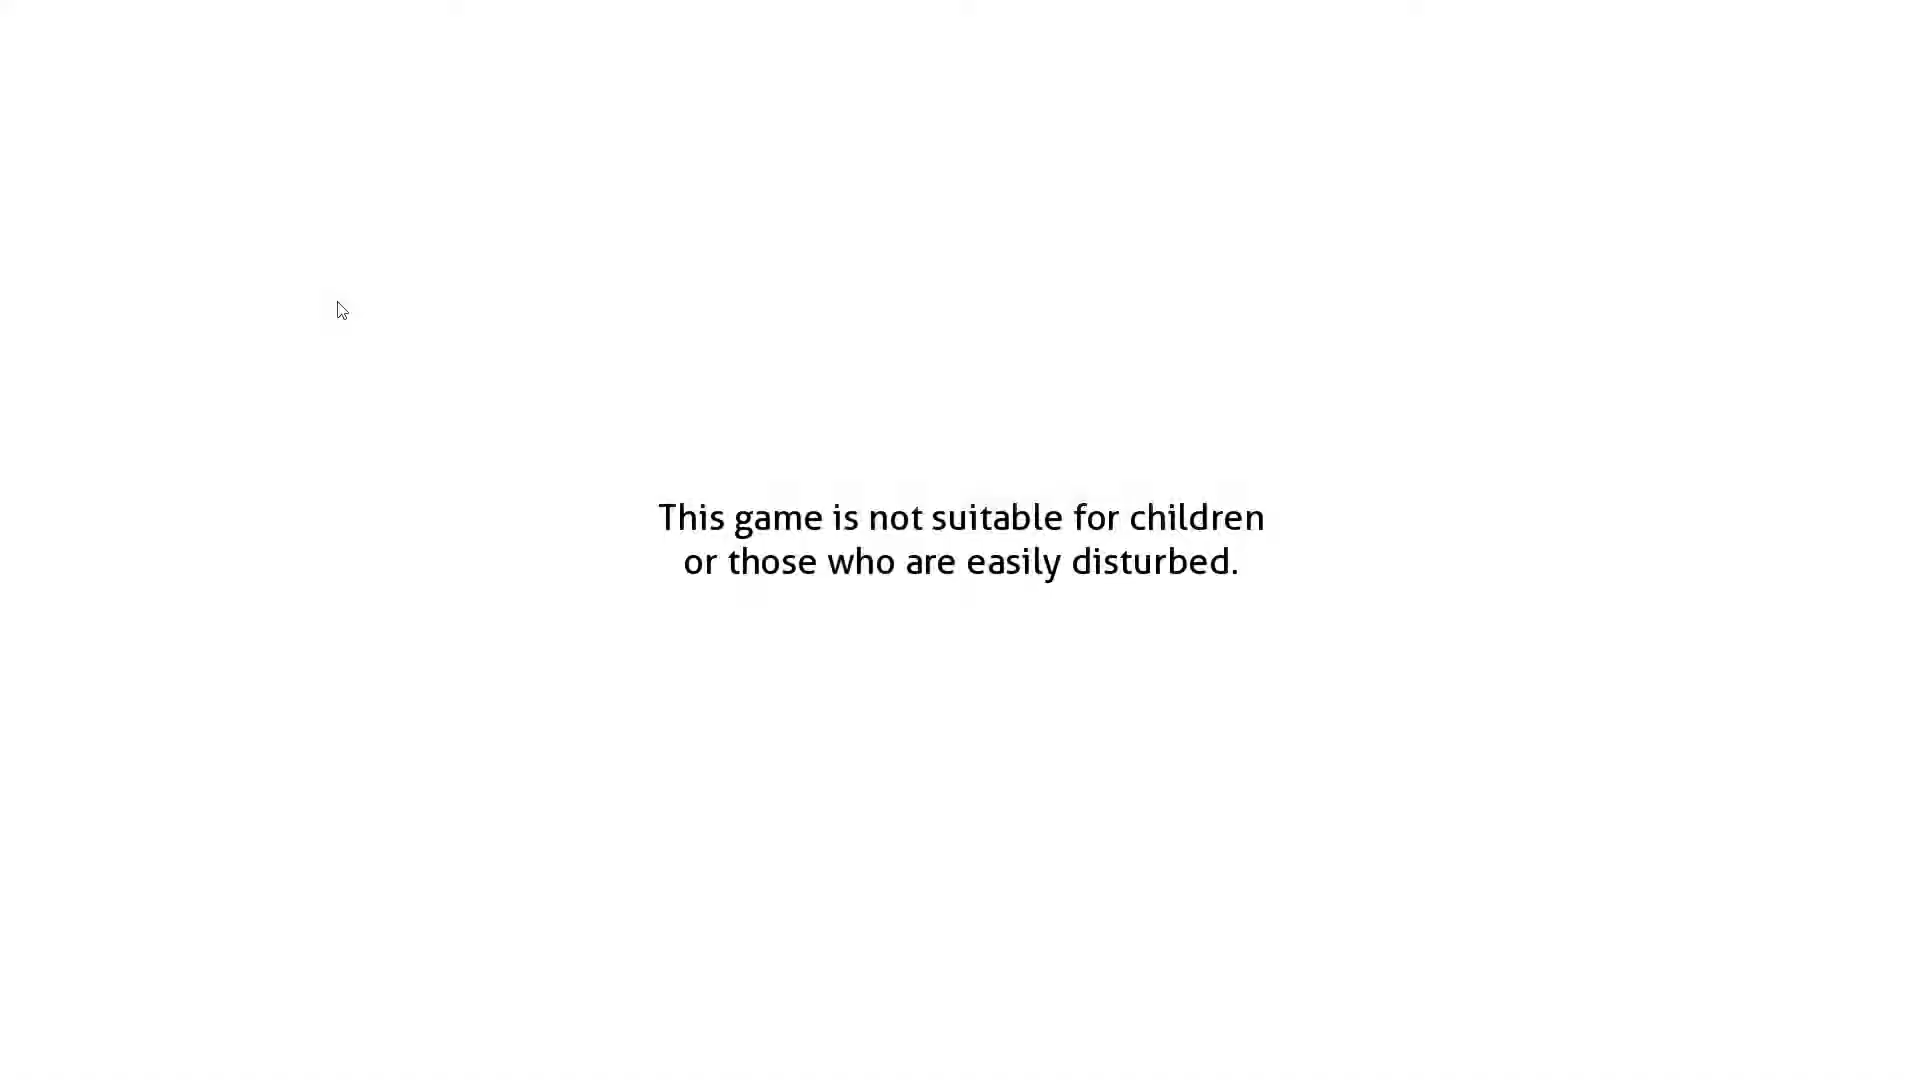 This game is not suitable for children
or those who are easily disturbed.